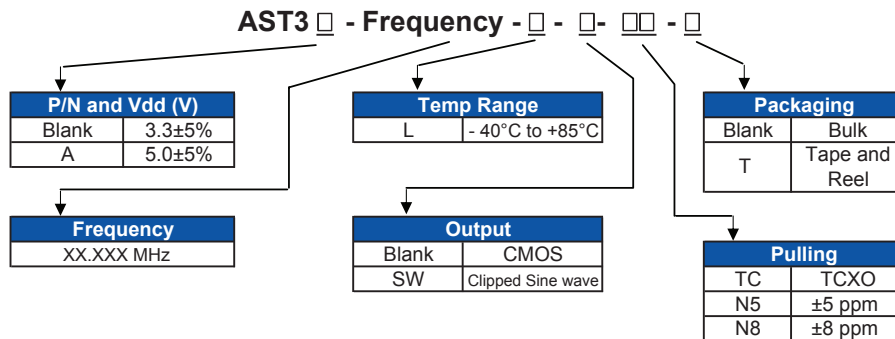 AST3 □ - Frequency - □ - □ - □□ - □
P/N and Vdd (V)
Blank 3.3±5%
A 5.0±5%
Temp Range
L - 40°C to +85°C
Packaging
Blank Bulk
T Tape and
Reel
Frequency
XX.XXX MHz
Output
Blank CMOS
SW Clipped Sine wave
Pulling
TC TCXO
N5 ±5 ppm
N8 ±8 ppm